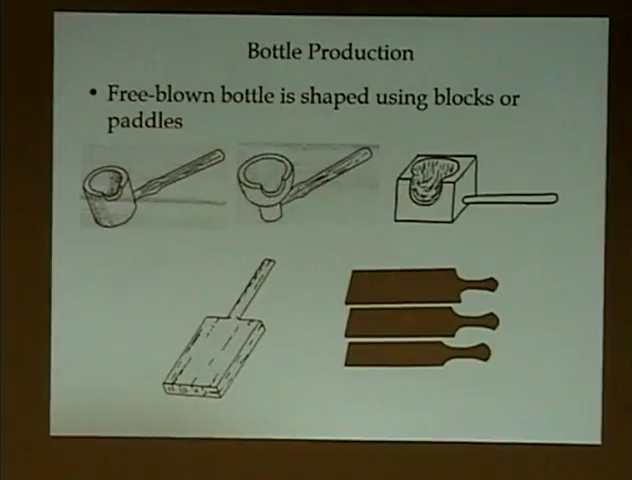 Bottle Production
• Free-blown bottle is shaped using blocks or
paddles